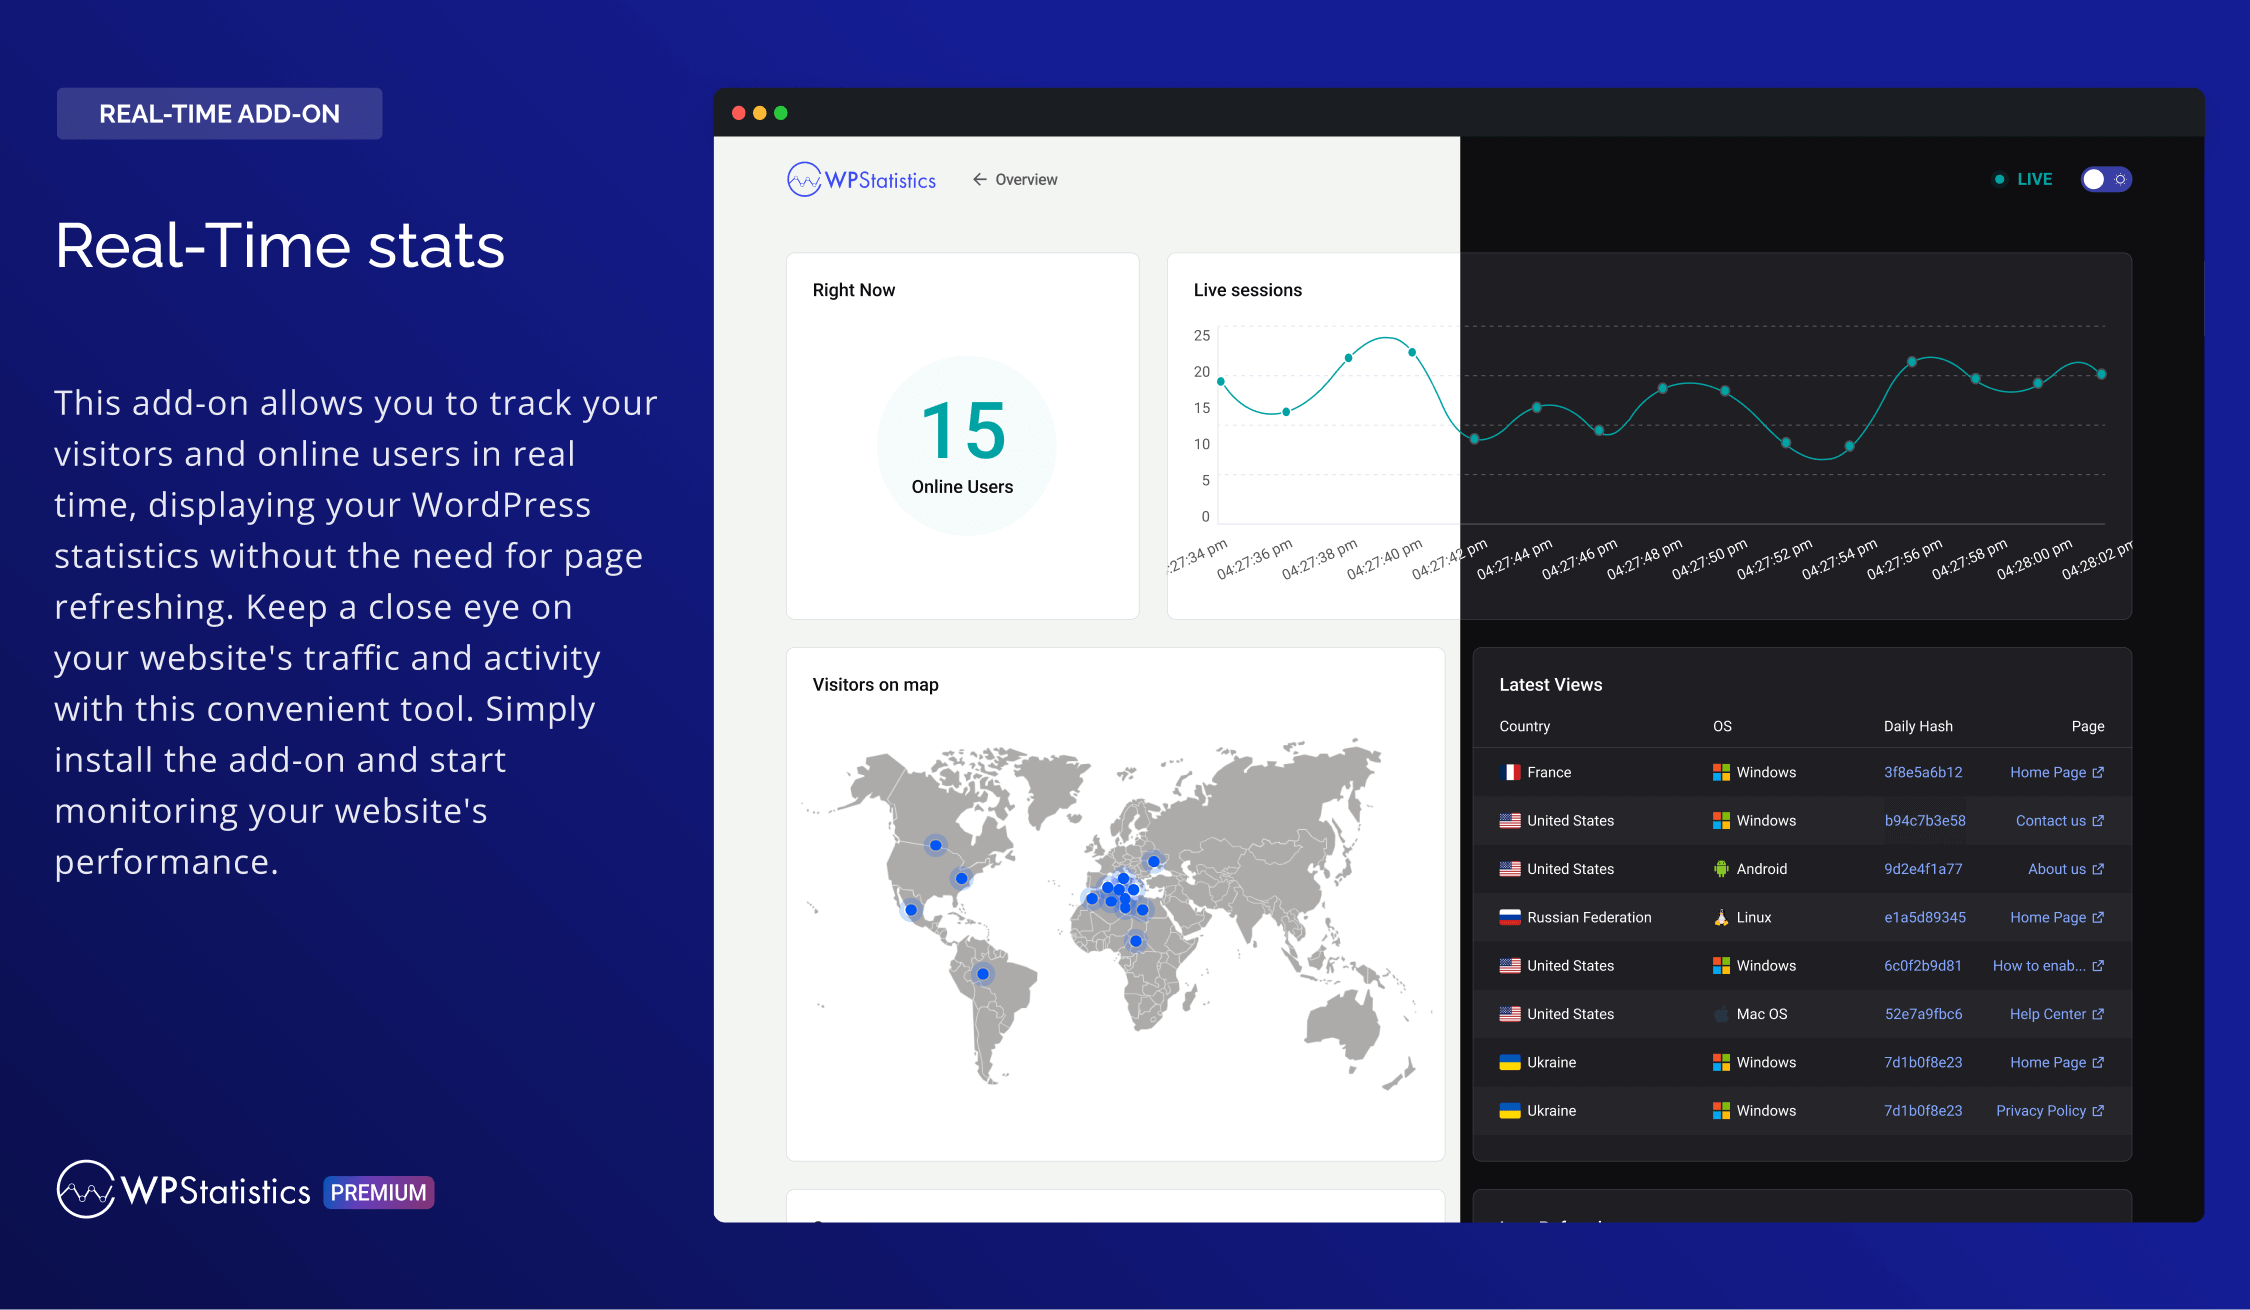 REAL-TIME ADD-ON
Real-Time stats
This add-on allows you to track your
visitors and online users in real
time, displaying your WordPress
statistics without the need for page
refreshing. Keep a close eye on
your website's traffic and activity
with this convenient tool. Simply
install the add-on and start
monitoring your website's
performance.
WPStatistics PREMIUM
WPStatistics ← Overview
LIVE
Right Now
15
Online Users
Live sessions
25
20
15
10
5
0
:27:34 pm
04:27:36 pm
04:27:38 pm
04:27:40 pm
04:27:42 pm
04:27:44 pm
04:27:46 pm
04:27:48 pm
04:27:50 pm
04:27:52 pm
04:27:54 pm
04:27:56 pm
04:27:58 pm
04:28:00 pm
04:28:02 pm
Visitors on map
Latest Views
Country OS Daily Hash Page
France Windows 3f8e5a6b12 Home Page
United States Windows b94c7b3e58 Contact us
United States Android 9d2e4f1a77 About us
Russian Federation Linux e1a5d89345 Home Page
United States Windows 6c0f2b9d81 How to enab...
United States Mac OS 52e7a9fbc6 Help Center
Ukraine Windows 7d1b0f8e23 Home Page
Ukraine Windows 7d1b0f8e23 Privacy Policy